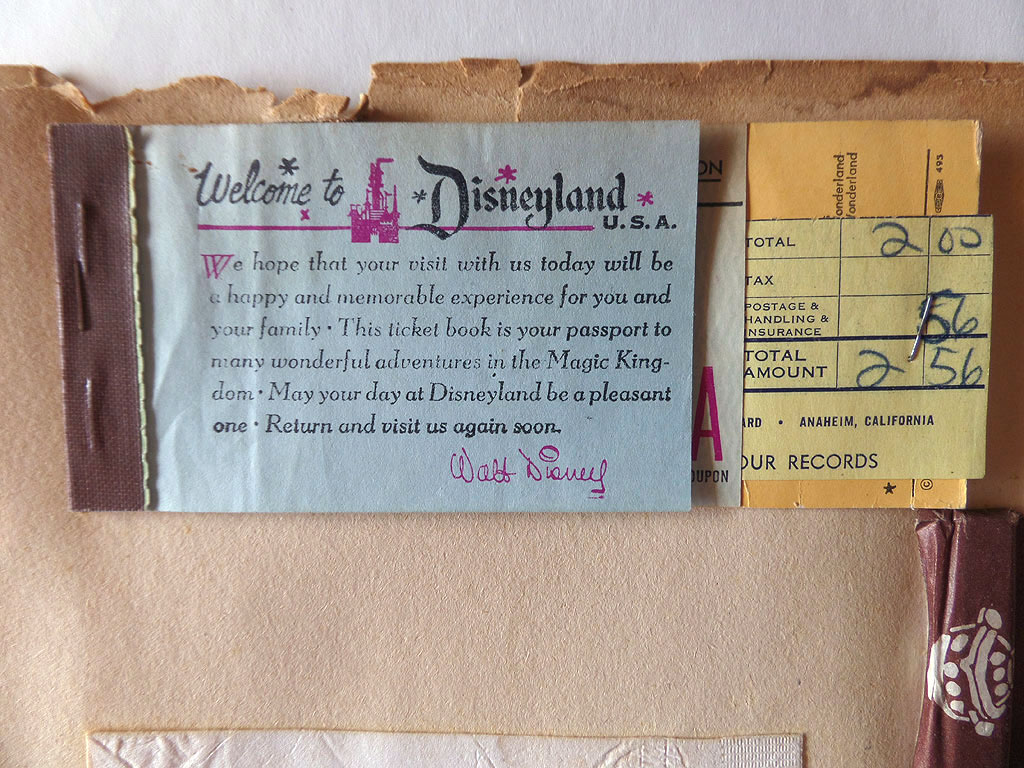 Welcome to Disneyland
U.S.A.
We hope that your visit with us today will be
a happy and memorable experience for you and
your family · This ticket book is your passport to
many wonderful adventures in the Magic King-
dom · May your day at Disneyland be a pleasant
one · Return and visit us again soon.
Walt Disney
ON
A
OUPON
onderland
onderland
493
TOTAL 2 00
TAX
POSTAGE &
HANDLING &
INSURANCE 56
TOTAL
AMOUNT 2 56
ARD • ANAHEIM, CALIFORNIA
OUR RECORDS
★ ©